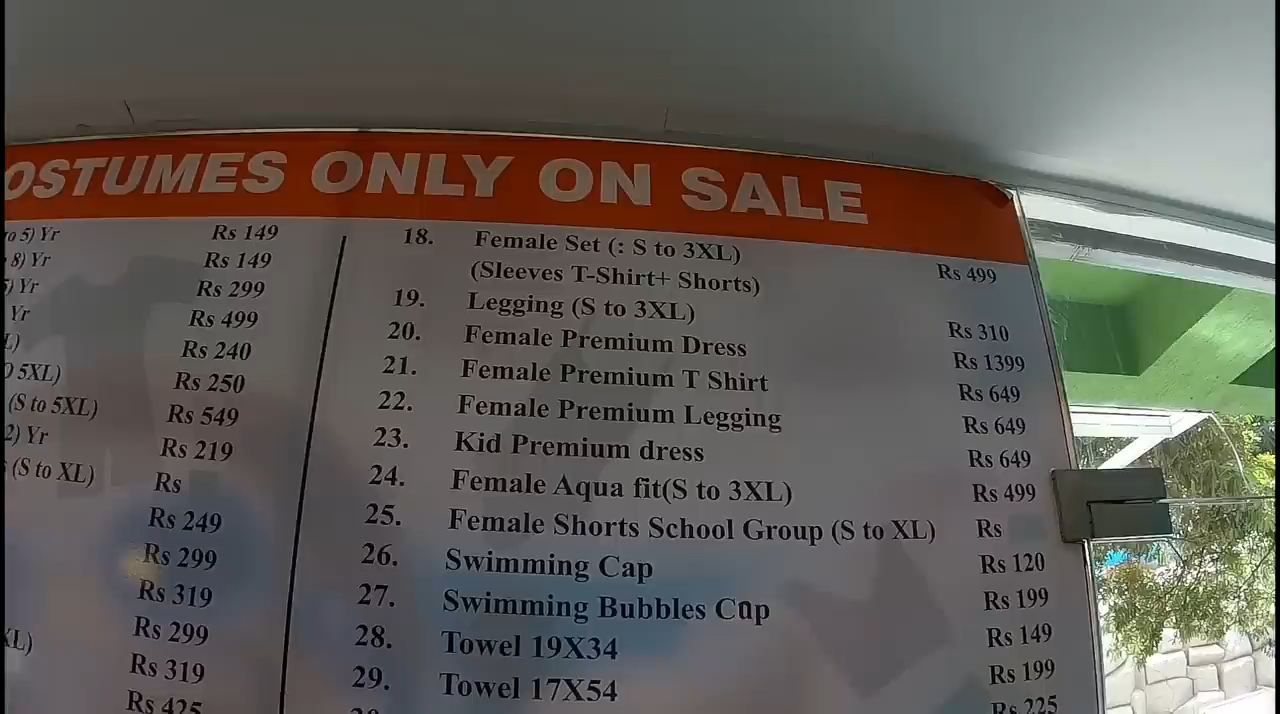 OSTUMES ONLY ON SALE
o 5) Yr Rs 149
8) Yr Rs 149
) Yr Rs 299
Yr Rs 499
L) Rs 240
5XL) Rs 250
(S to 5XL) Rs 549
2) Yr Rs 219
(S to XL) Rs
Rs 249
Rs 299
Rs 319
Rs 299
XL) Rs 319
Rs 425
18. Female Set (: S to 3XL)
(Sleeves T-Shirt+ Shorts) Rs 499
19. Legging (S to 3XL) Rs 310
20. Female Premium Dress Rs 1399
21. Female Premium T Shirt Rs 649
22. Female Premium Legging Rs 649
23. Kid Premium dress Rs 649
24. Female Aqua fit(S to 3XL) Rs 499
25. Female Shorts School Group (S to XL) Rs
26. Swimming Cap Rs 120
27. Swimming Bubbles Cap Rs 199
28. Towel 19X34 Rs 149
29. Towel 17X54 Rs 199
Rs 225